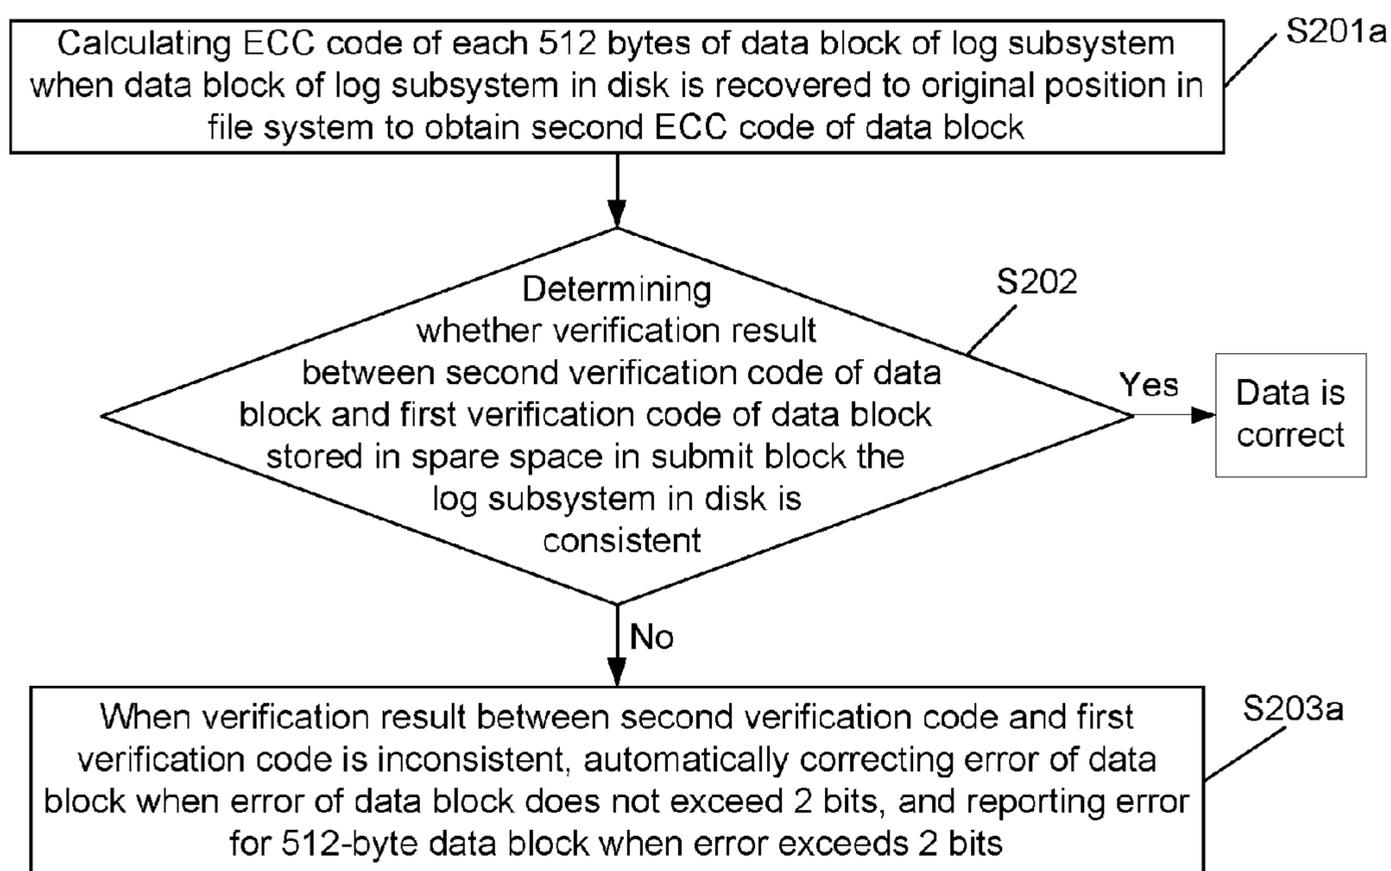 Calculating ECC code of each 512 bytes of data block of log subsystem
when data block of log subsystem in disk is recovered to original position in
file system to obtain second ECC code of data block
S201a
Determining
whether verification result
between second verification code of data
block and first verification code of data block
stored in spare space in submit block the
log subsystem in disk is
consistent
S202
Yes
Data is
correct
No
When verification result between second verification code and first
verification code is inconsistent, automatically correcting error of data
block when error of data block does not exceed 2 bits, and reporting error
for 512-byte data block when error exceeds 2 bits
S203a